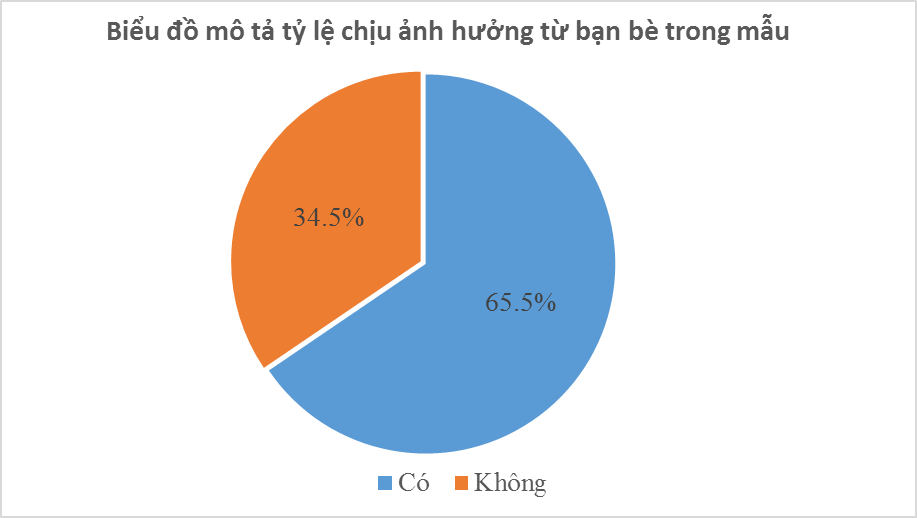 Biểu đồ mô tả tỷ lệ chịu ảnh hưởng từ bạn bè trong mẫu
34.5%
65.5%
Có
Không